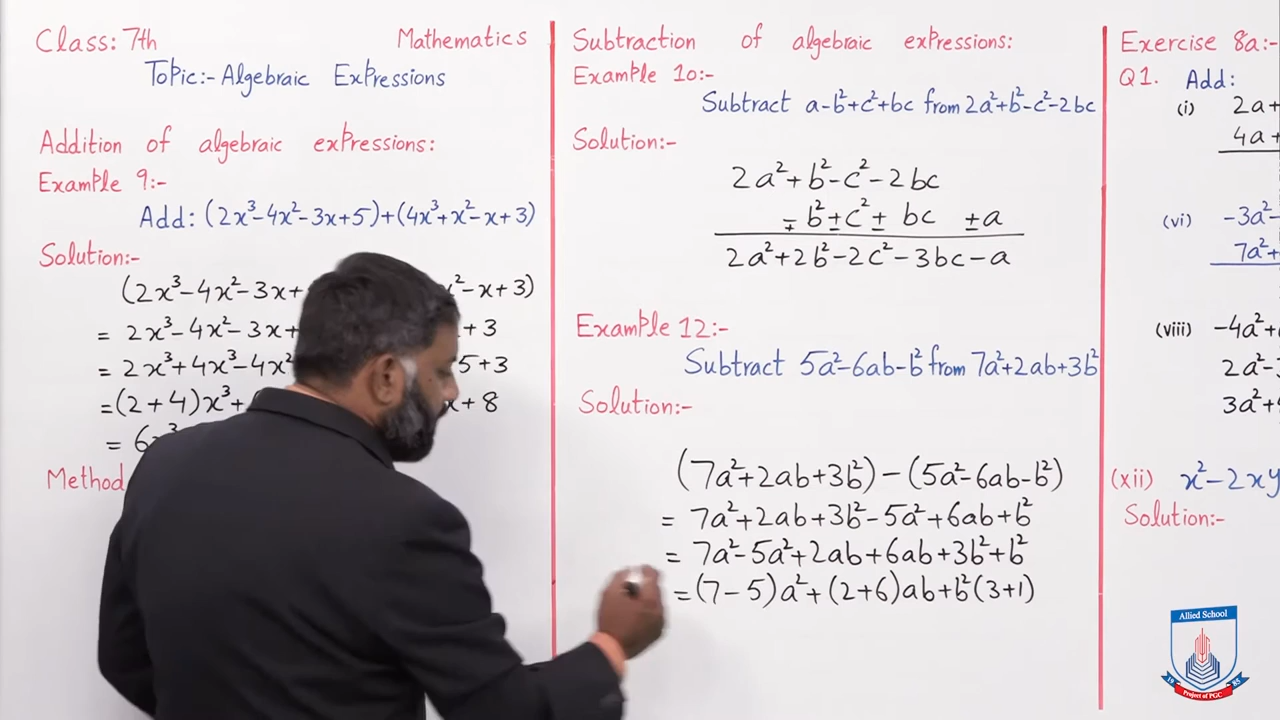 Class: 7th Mathematics
Topic:- Algebraic Expressions
Addition of algebraic expressions:
Example 9:-
Add: (2x³-4x²-3x+5)+(4x³+x²-x+3)
Solution:-
(2x³-4x²-3x+ x²-x+3)
= 2x³-4x²-3x+ +3
= 2x³+4x³-4x² 5+3
=(2+4)x³+ x+8
= 6x³
Method
Subtraction of algebraic expressions:
Example 10:-
Subtract a-b²+c²+bc from 2a²+b²-c²-2bc
Solution:-
2a²+b²-c²-2bc
∓b²±c²± bc ±a
2a²+2b²-2c²-3bc-a
Example 12:-
Subtract 5a²-6ab-b² from 7a²+2ab+3b²
Solution:-
(7a²+2ab+3b²)-(5a²-6ab-b²)
= 7a²+2ab+3b²-5a²+6ab+b²
= 7a²-5a²+2ab+6ab+3b²+b²
=(7-5)a²+(2+6)ab+b²(3+1)
Exercise 8a:-
Q1. Add:
(i) 2a+
4a+
(vi) -3a²-
7a²+
(viii) -4a²+
2a²-
3a²+
(xii) x²-2xy
Solution:-
Allied School
19 85
Project of PGC